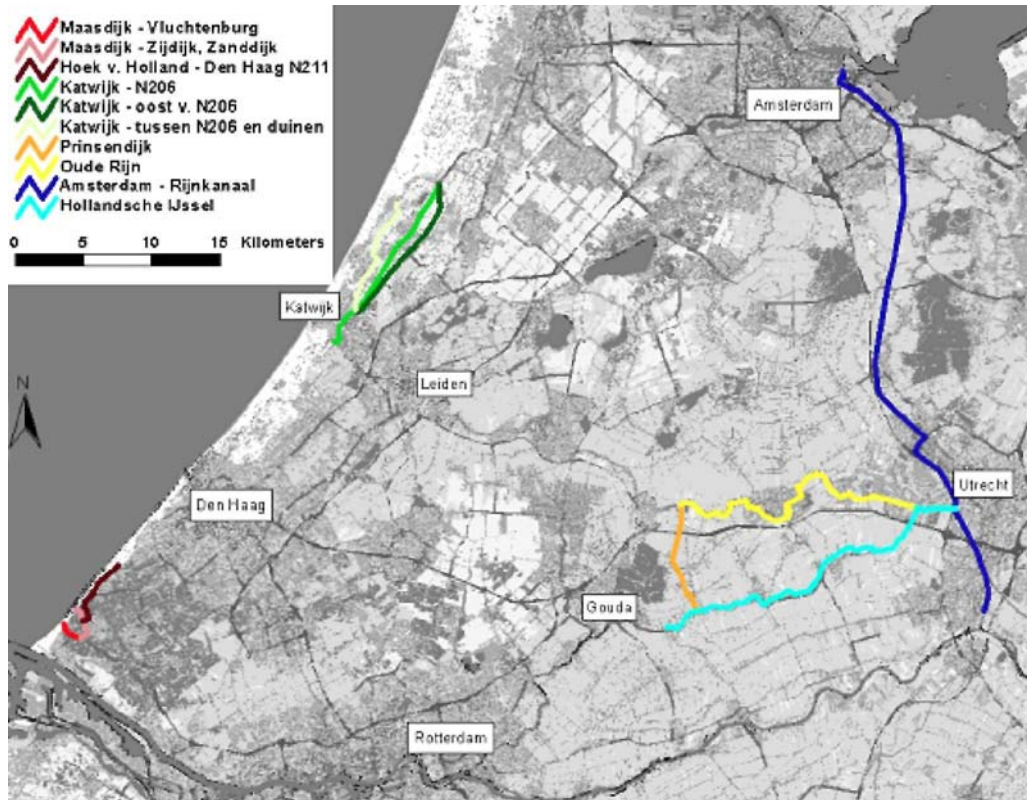 Maasdijk - Vluchtenburg
Maasdijk - Zijdijk, Zanddijk
Hoek v. Holland - Den Haag N211
Katwijk - N206
Katwijk - oost v. N206
Katwijk - tussen N206 en duinen
Prinsendijk
Oude Rijn
Amsterdam - Rijnkanaal
Hollandsche IJssel
0 5 10 15 Kilometers
Amsterdam
Katwijk
N
Leiden
Utrecht
Den Haag
Gouda
Rotterdam